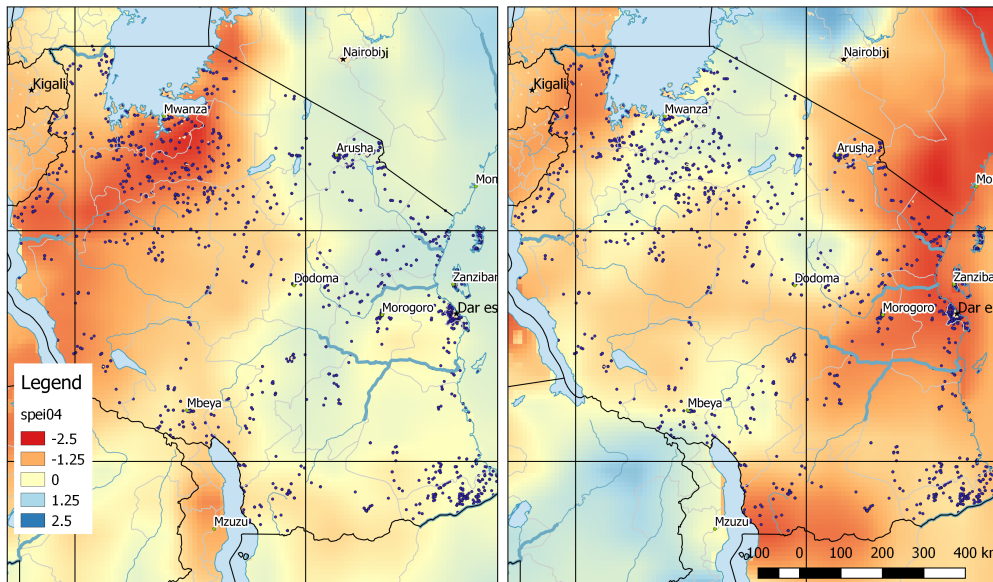 Nairobi
Kigali
Mwanza
Arusha
Mom
Dodoma
Zanzibar
Morogoro
Dar es
Mbeya
Mzuzu
Legend
spei04
-2.5
-1.25
0
1.25
2.5
Nairobi
Kigali
Mwanza
Arusha
Mo
Dodoma
Zanziba
Morogoro
Dar es
Mbeya
Mzuzu
100 0 100 200 300 400 km